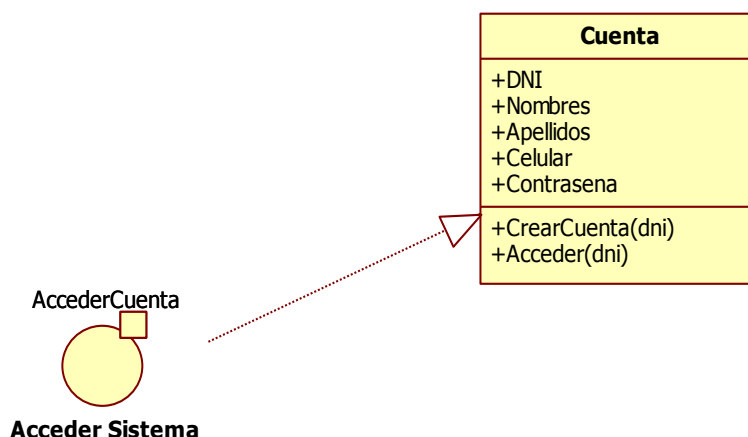 Cuenta
+DNI
+Nombres
+Apellidos
+Celular
+Contrasena
+CrearCuenta(dni)
+Acceder(dni)
AccederCuenta
Acceder Sistema